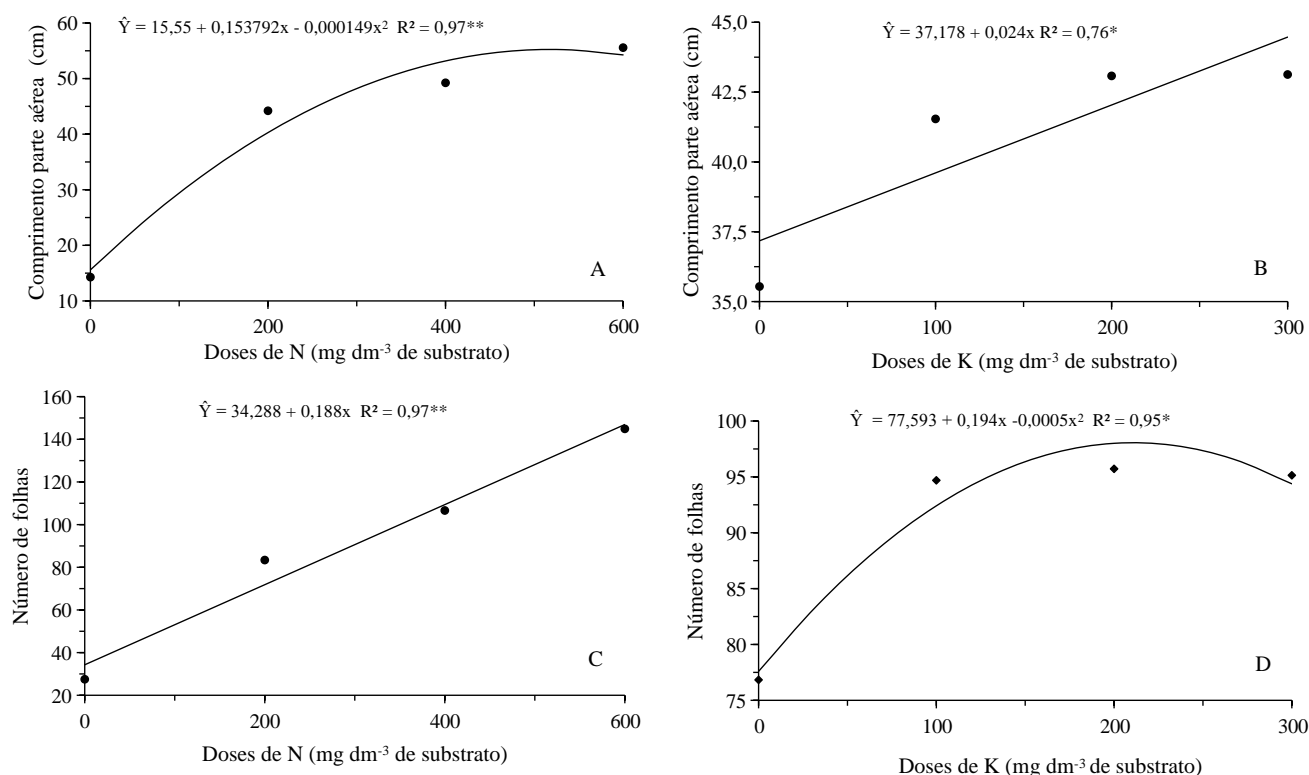 Ŷ = 15,55 + 0,153792x - 0,000149x² R² = 0,97**
Comprimento parte aérea (cm)
60
50
40
30
20
10
A
0
200
400
600
Doses de N (mg dm⁻³ de substrato)
Ŷ = 37,178 + 0,024x R² = 0,76*
Comprimento parte aérea (cm)
45,0
42,5
40,0
37,5
35,0
B
0
100
200
300
Doses de K (mg dm⁻³ de substrato)
Ŷ = 34,288 + 0,188x R² = 0,97**
Número de folhas
160
140
120
100
80
60
40
20
C
0
200
400
600
Doses de N (mg dm⁻³ de substrato)
Ŷ = 77,593 + 0,194x -0,0005x² R² = 0,95*
Número de folhas
100
95
90
85
80
75
D
0
100
200
300
Doses de K (mg dm⁻³ de substrato)